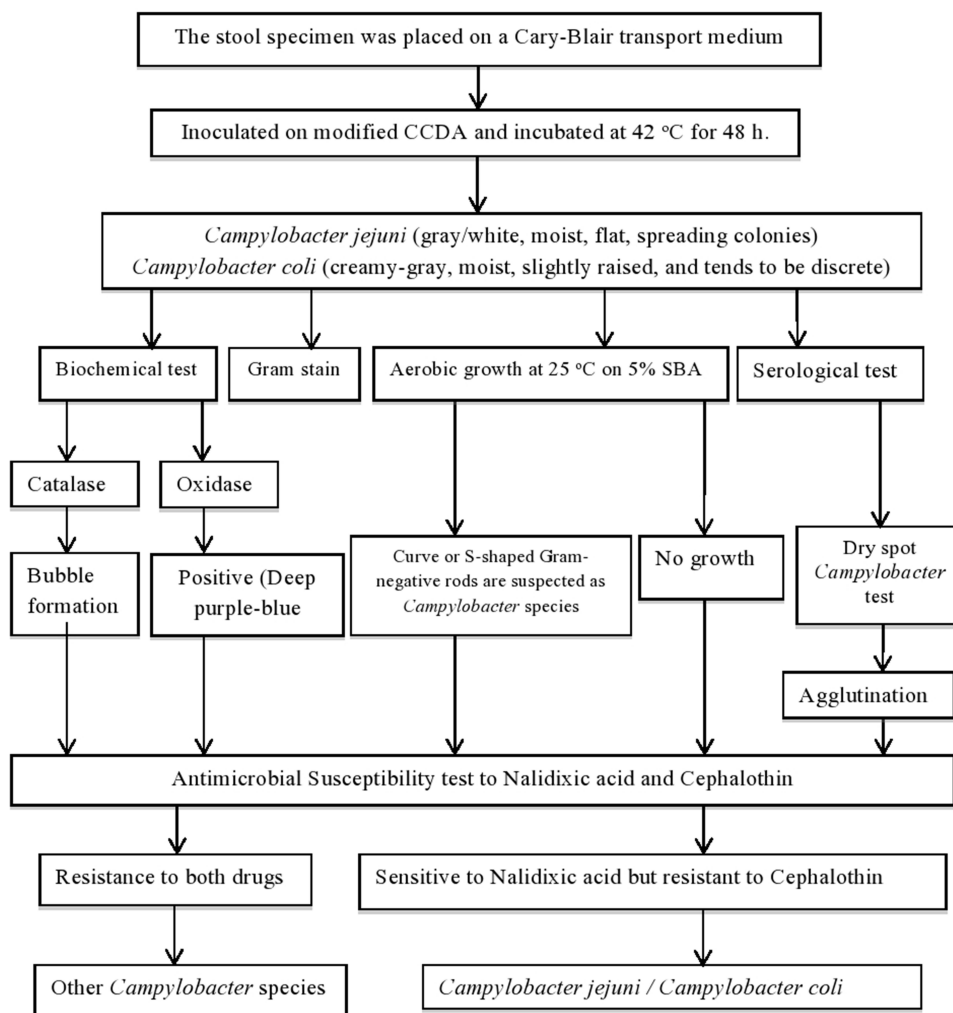 The stool specimen was placed on a Cary-Blair transport medium
Inoculated on modified CCDA and incubated at 42 °C for 48 h.
Campylobacter jejuni (gray/white, moist, flat, spreading colonies)
Campylobacter coli (creamy-gray, moist, slightly raised, and tends to be discrete)
Biochemical test
Gram stain
Aerobic growth at 25 °C on 5% SBA
Serological test
Catalase
Oxidase
Bubble
formation
Positive (Deep
purple-blue
Curve or S-shaped Gram-
negative rods are suspected as
Campylobacter species
No growth
Dry spot
Campylobacter
test
Agglutination
Antimicrobial Susceptibility test to Nalidixic acid and Cephalothin
Resistance to both drugs
Sensitive to Nalidixic acid but resistant to Cephalothin
Other Campylobacter species
Campylobacter jejuni / Campylobacter coli